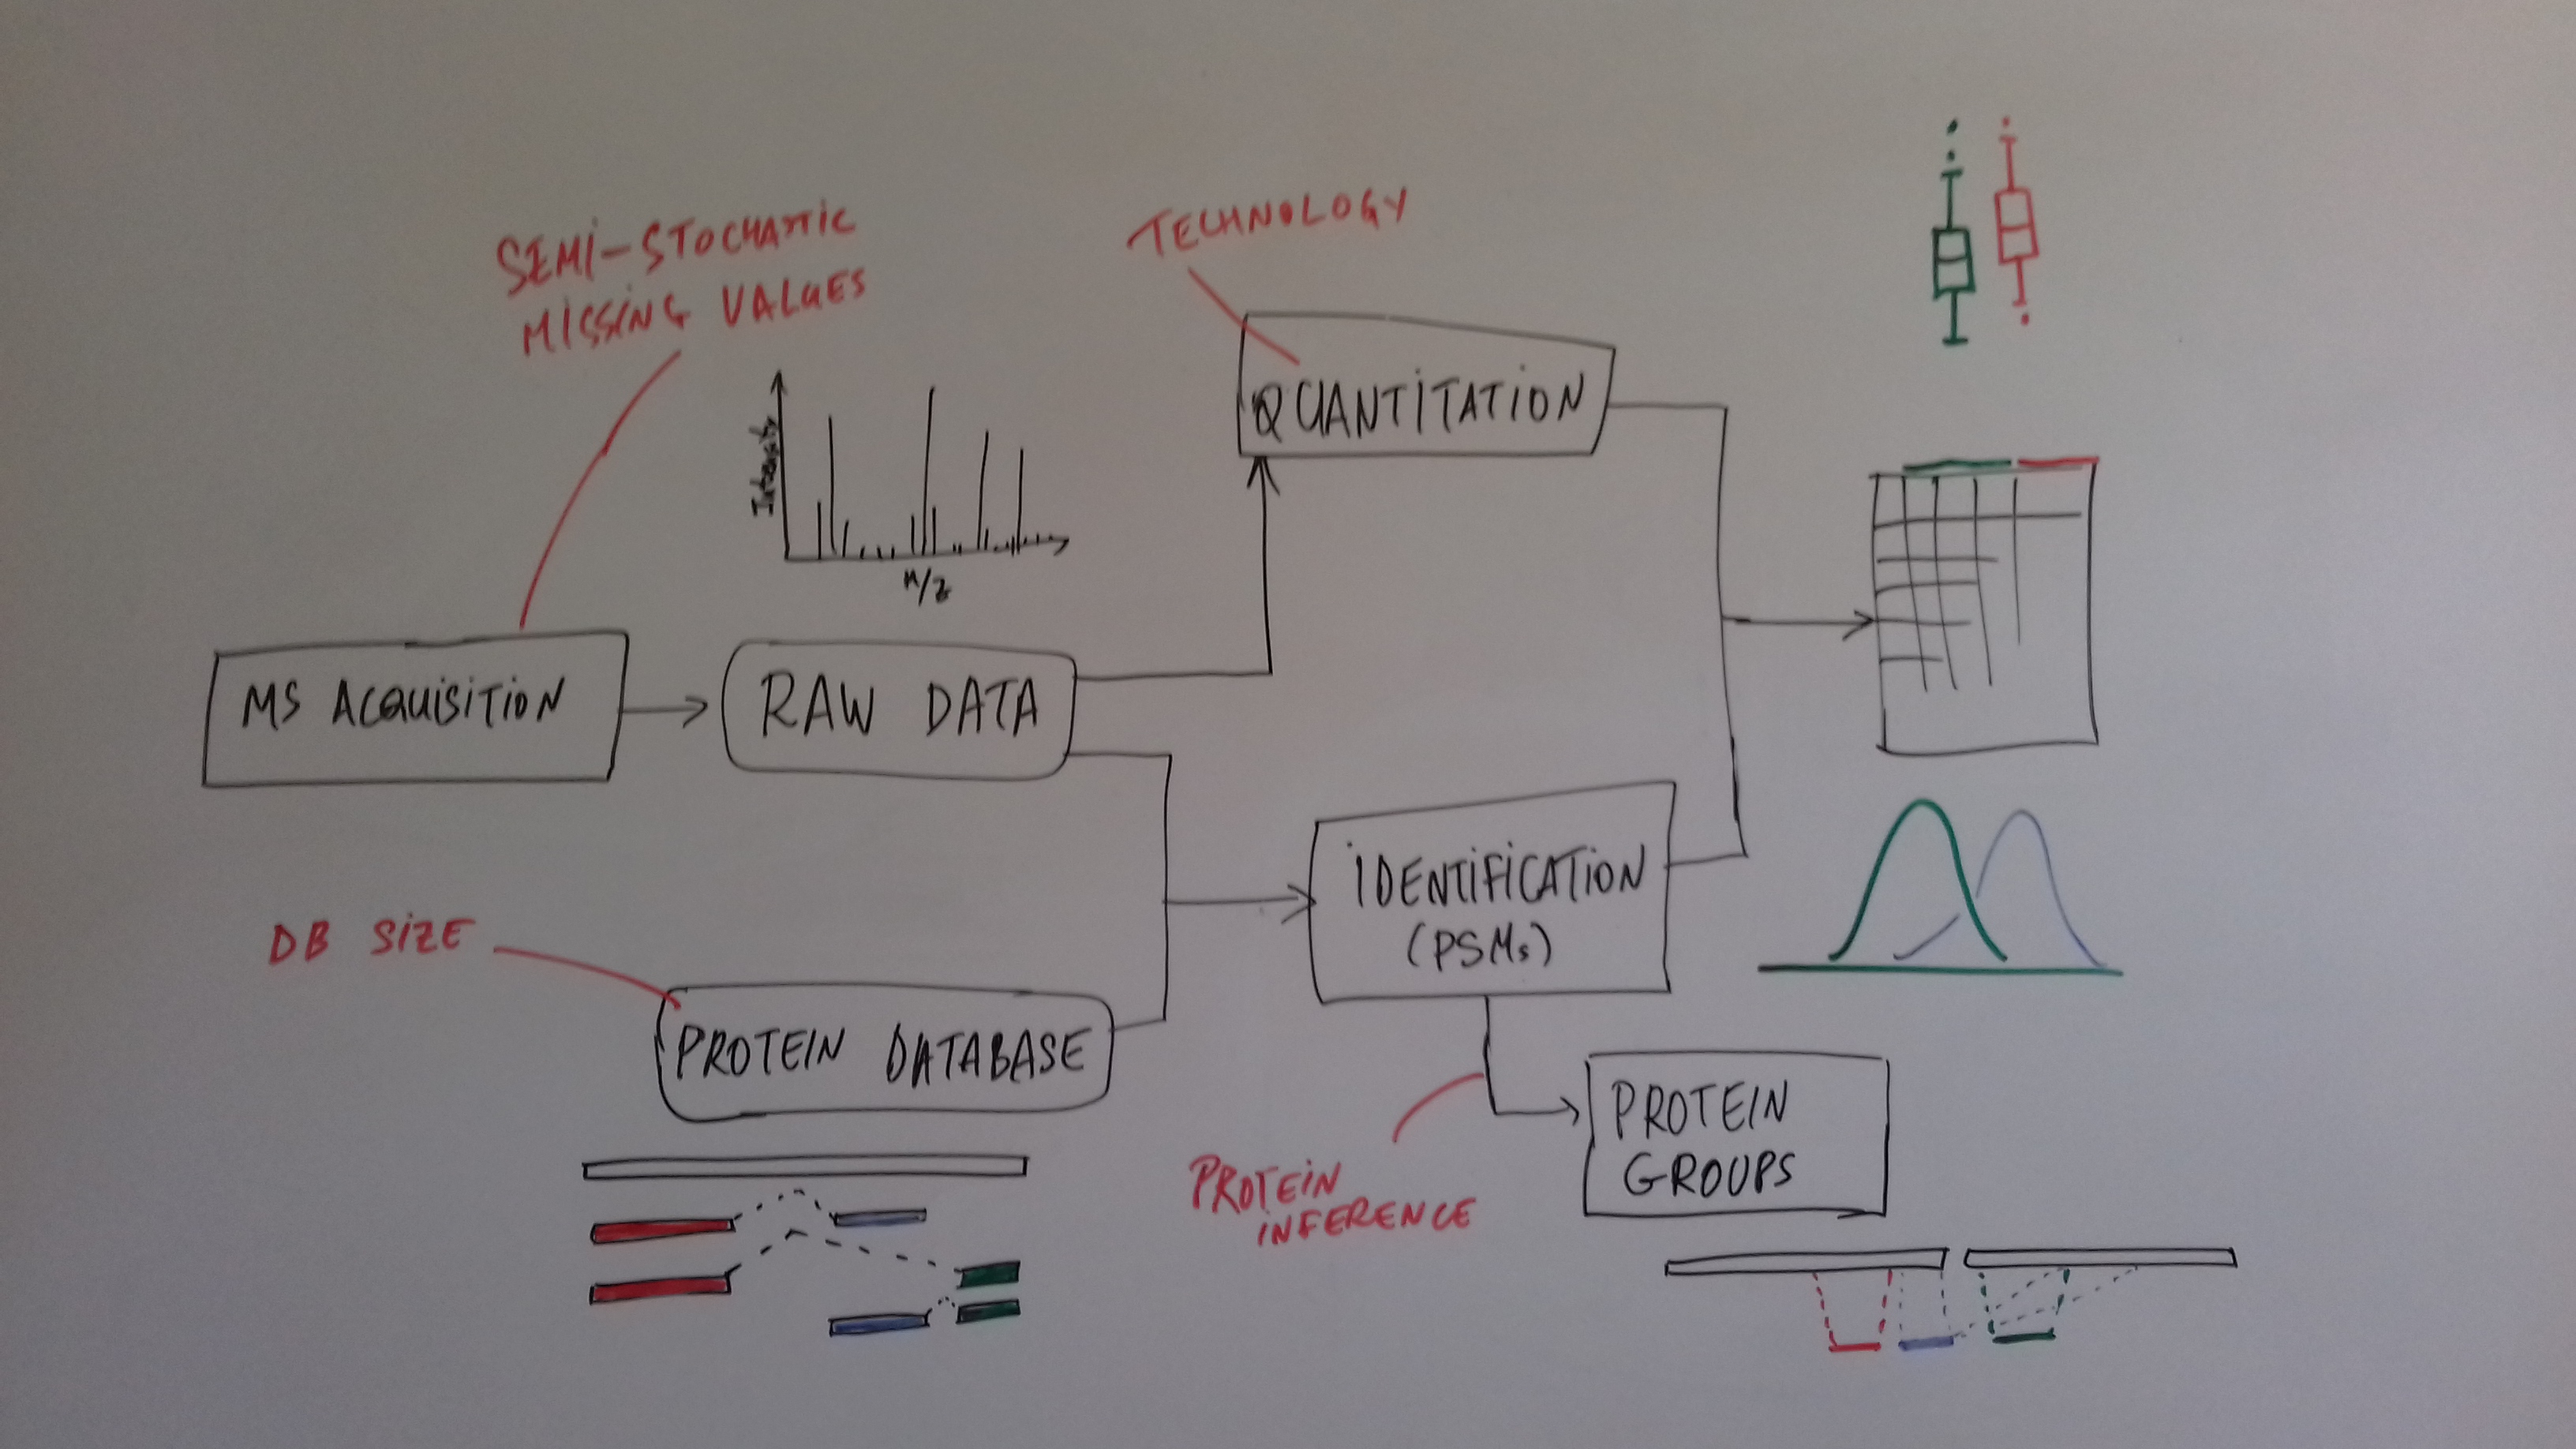 SEMI-STOCHASTIC
MISSING VALUES
TECHNOLOGY
Intensity
m/z
QUANTITATION
MS ACQUISITION
RAW DATA
IDENTIFICATION
(PSMs)
DB SIZE
PROTEIN DATABASE
PROTEIN
INFERENCE
PROTEIN
GROUPS